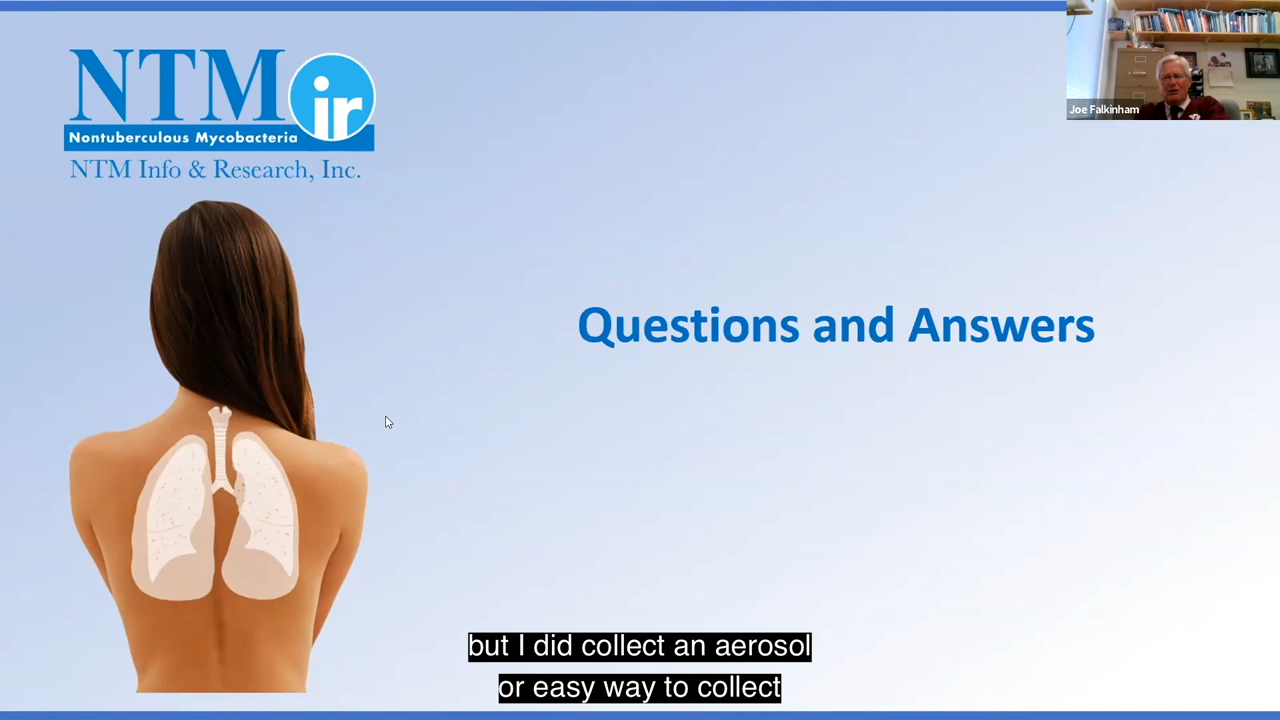 NTM
ir
Nontuberculous Mycobacteria
NTM Info & Research, Inc.
Joe Falkinham
Questions and Answers
but I did collect an aerosol
or easy way to collect